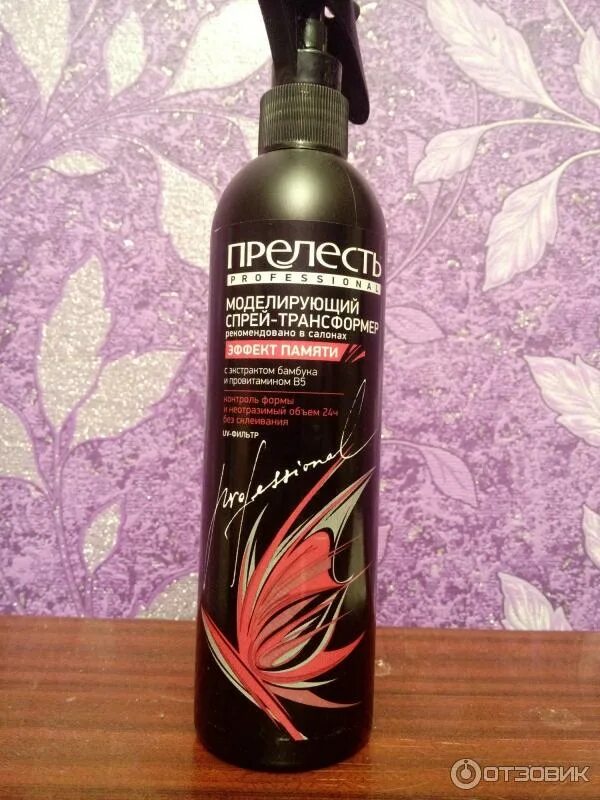 ПРЕЛЕСТЬ
PROFESSIONAL
МОДЕЛИРУЮЩИЙ
СПРЕЙ-ТРАНСФОРМЕР
рекомендовано в салонах
ЭФФЕКТ ПАМЯТИ
с экстрактом бамбука
и провитамином В5
контроль формы
и неотразимый объем 24ч
без склеивания
UV-ФИЛЬТР
professional
ОТЗОВИК